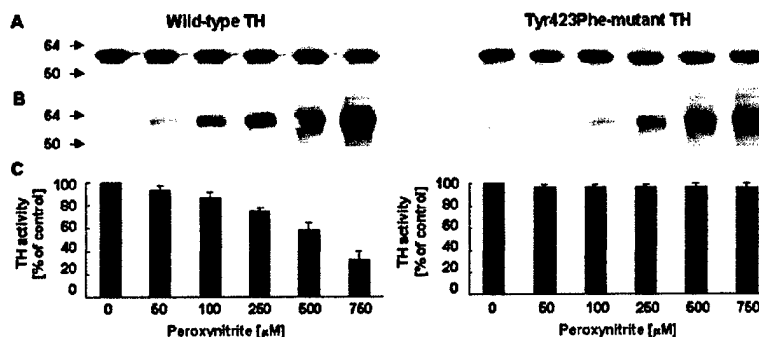 Wild-type TH
Tyr423Phe-mutant TH
A
64
50
B
64
50
C
TH activity
[% of control]
100
80
60
40
20
0
0
50
100
250
500
750
Peroxynitrite [µM]
TH activity
[% of control]
100
80
60
40
20
0
0
50
100
250
500
750
Peroxynitrite [µM]